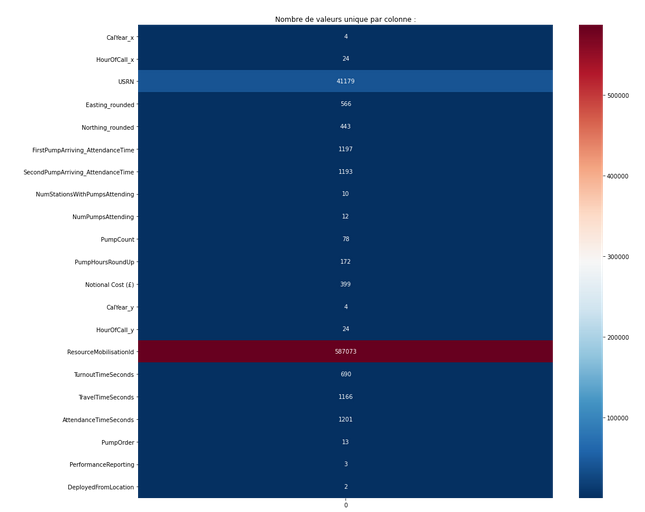 Nombre de valeurs unique par colonne :
CalYear_x 4
HourOfCall_x 24
USRN 41179
Easting_rounded 566
Northing_rounded 443
FirstPumpArriving_AttendanceTime 1197
SecondPumpArriving_AttendanceTime 1193
NumStationsWithPumpsAttending 10
NumPumpsAttending 12
PumpCount 78
PumpHoursRoundUp 172
Notional Cost (£) 399
CalYear_y 4
HourOfCall_y 24
ResourceMobilisationId 587073
TurnoutTimeSeconds 690
TravelTimeSeconds 1166
AttendanceTimeSeconds 1201
PumpOrder 13
PerformanceReporting 3
DeployedFromLocation 2
0
500000
400000
300000
200000
100000